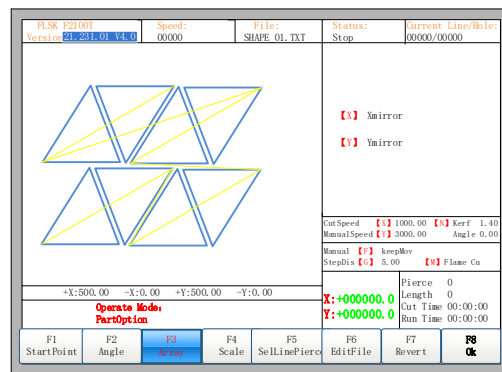 FLSK F2100T Speed: File: Status: Current Line/Hole:
Version 21.231.01 V4.0 00000 SHAPE 01.TXT Stop 00000/00000
【X】 Xmirror
【Y】 Ymirror
CutSpeed 【X】1000.00 【N】Kerf 1.40
ManualSpeed【Y】3000.00 Angle 0.00
Manual 【F】 keepMov
StepDis【G】 5.00 【M】Flame Cu
+X:500.00 -X:0.00 +Y:500.00 -Y:0.00
Operate Mode:
PartOption
X:+000000.0
Y:+000000.0
Pierce 0
Length 0
Cut Time 00:00:00
Run Time 00:00:00
F1 F2 F3 F4 F5 F6 F7 F8
StartPoint Angle Array Scale SelLinePierc EditFile Revert Ok